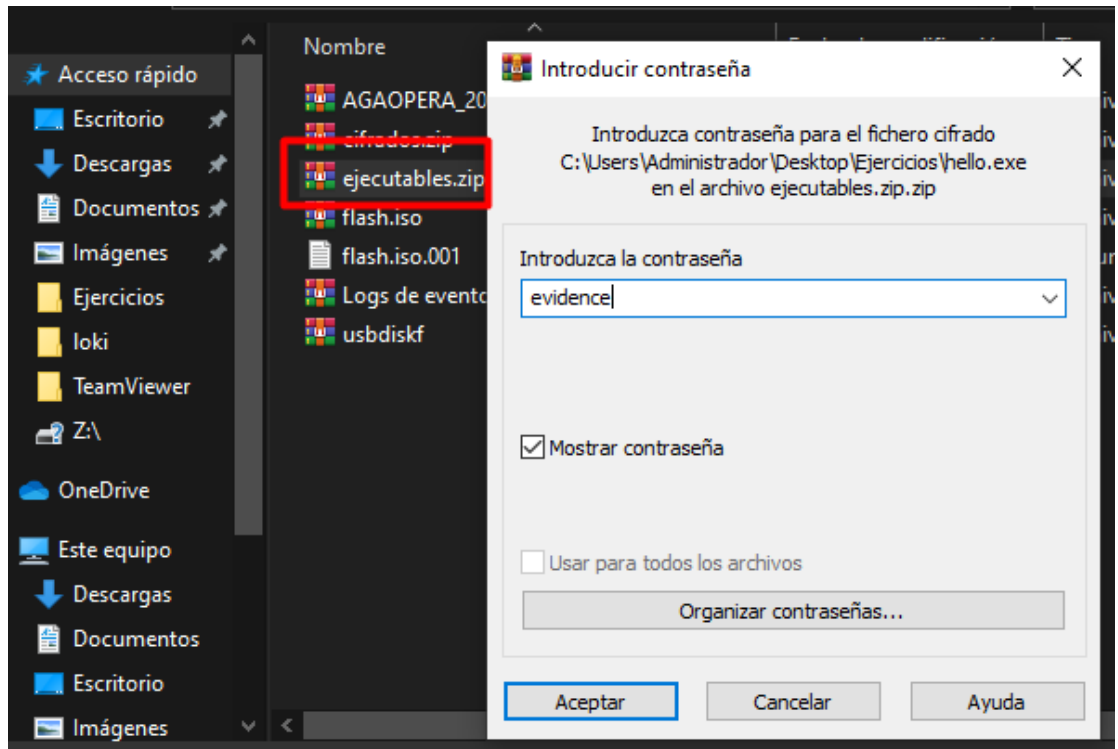 Acceso rápido
Escritorio
Descargas
Documentos
Imágenes
Ejercicios
loki
TeamViewer
Z:\
OneDrive
Este equipo
Descargas
Documentos
Escritorio
Imágenes
Nombre
AGAOPERA_20
cifrados.zip
ejecutables.zip
flash.iso
flash.iso.001
Logs de evento
usbdiskf
Introducir contraseña
Introduzca contraseña para el fichero cifrado
C:\Users\Administrador\Desktop\Ejercicios\hello.exe
en el archivo ejecutables.zip.zip
Introduzca la contraseña
evidence
Mostrar contraseña
Usar para todos los archivos
Organizar contraseñas...
Aceptar
Cancelar
Ayuda